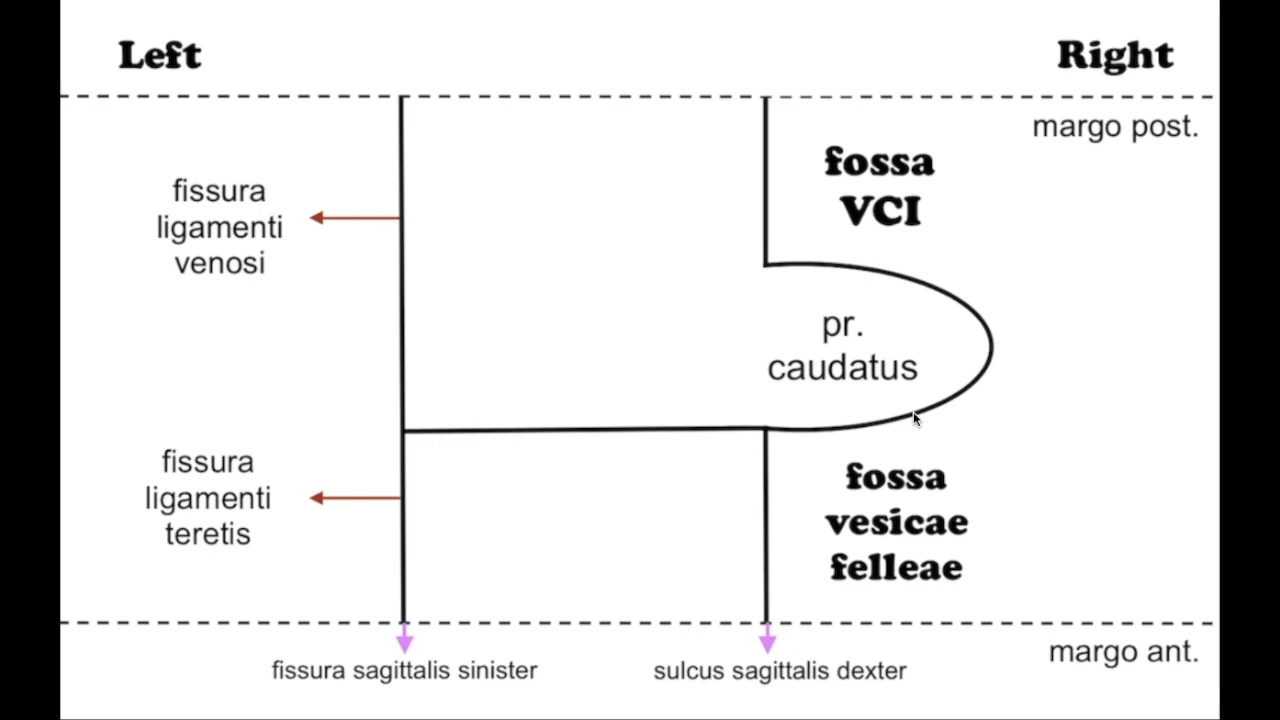 Left
Right
margo post.
fossa
VCI
fissura
ligamenti
venosi
pr.
caudatus
fissura
ligamenti
teretis
fossa
vesicae
felleae
margo ant.
fissura sagittalis sinister
sulcus sagittalis dexter